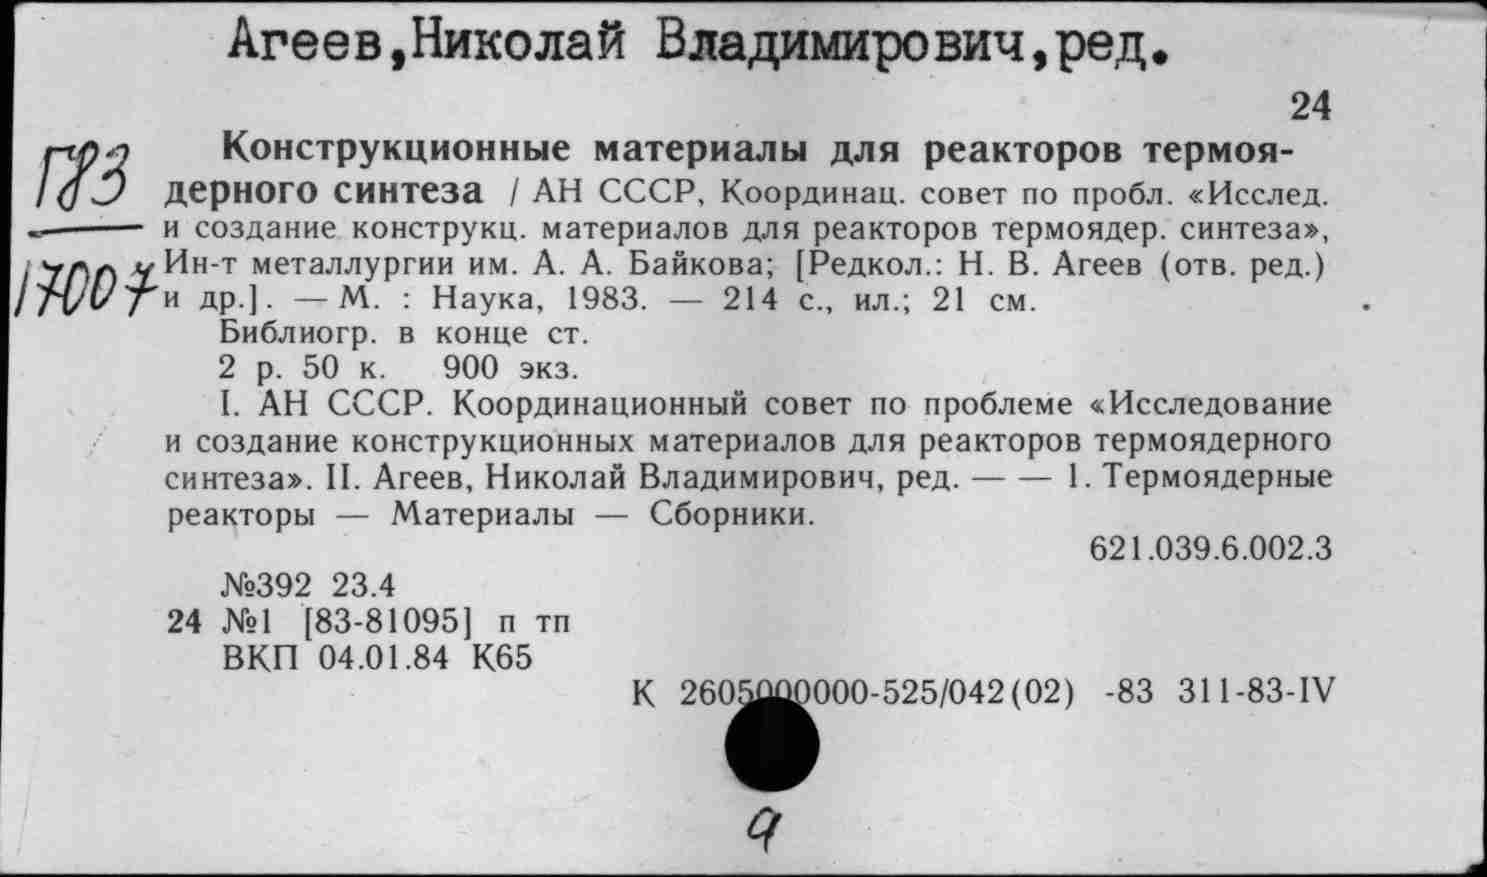 Агеев,Николай Владимирович,ред.
24
Г83
17007
Конструкционные материалы для реакторов термоя-
дерного синтеза / АН СССР, Координац. совет по пробл. «Исслед.
и создание конструкц. материалов для реакторов термоядер. синтеза»,
Ин-т металлургии им. А. А. Байкова; [Редкол.: Н. В. Агеев (отв. ред.)
и др.]. — М. : Наука, 1983. — 214 с., ил.; 21 см.
Библиогр. в конце ст.
2 р. 50 к. 900 экз.
I. АН СССР. Координационный совет по проблеме «Исследование
и создание конструкционных материалов для реакторов термоядерного
синтеза». II. Агеев, Николай Владимирович, ред. — — 1. Термоядерные
реакторы — Материалы — Сборники.
621.039.6.002.3
№392 23.4
24 №1 [83-81095] п тп
ВКП 04.01.84 К65
К 2605000000-525/042(02) -83 311-83-IV